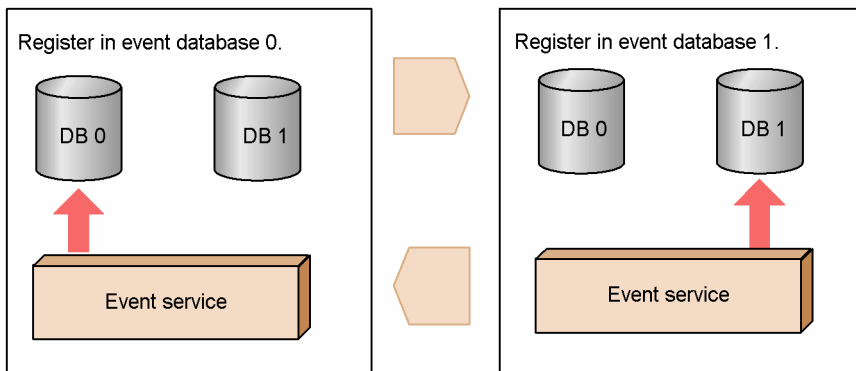 Register in event database 0.
DB 0
DB 1
Event service
Register in event database 1.
DB 0
DB 1
Event service